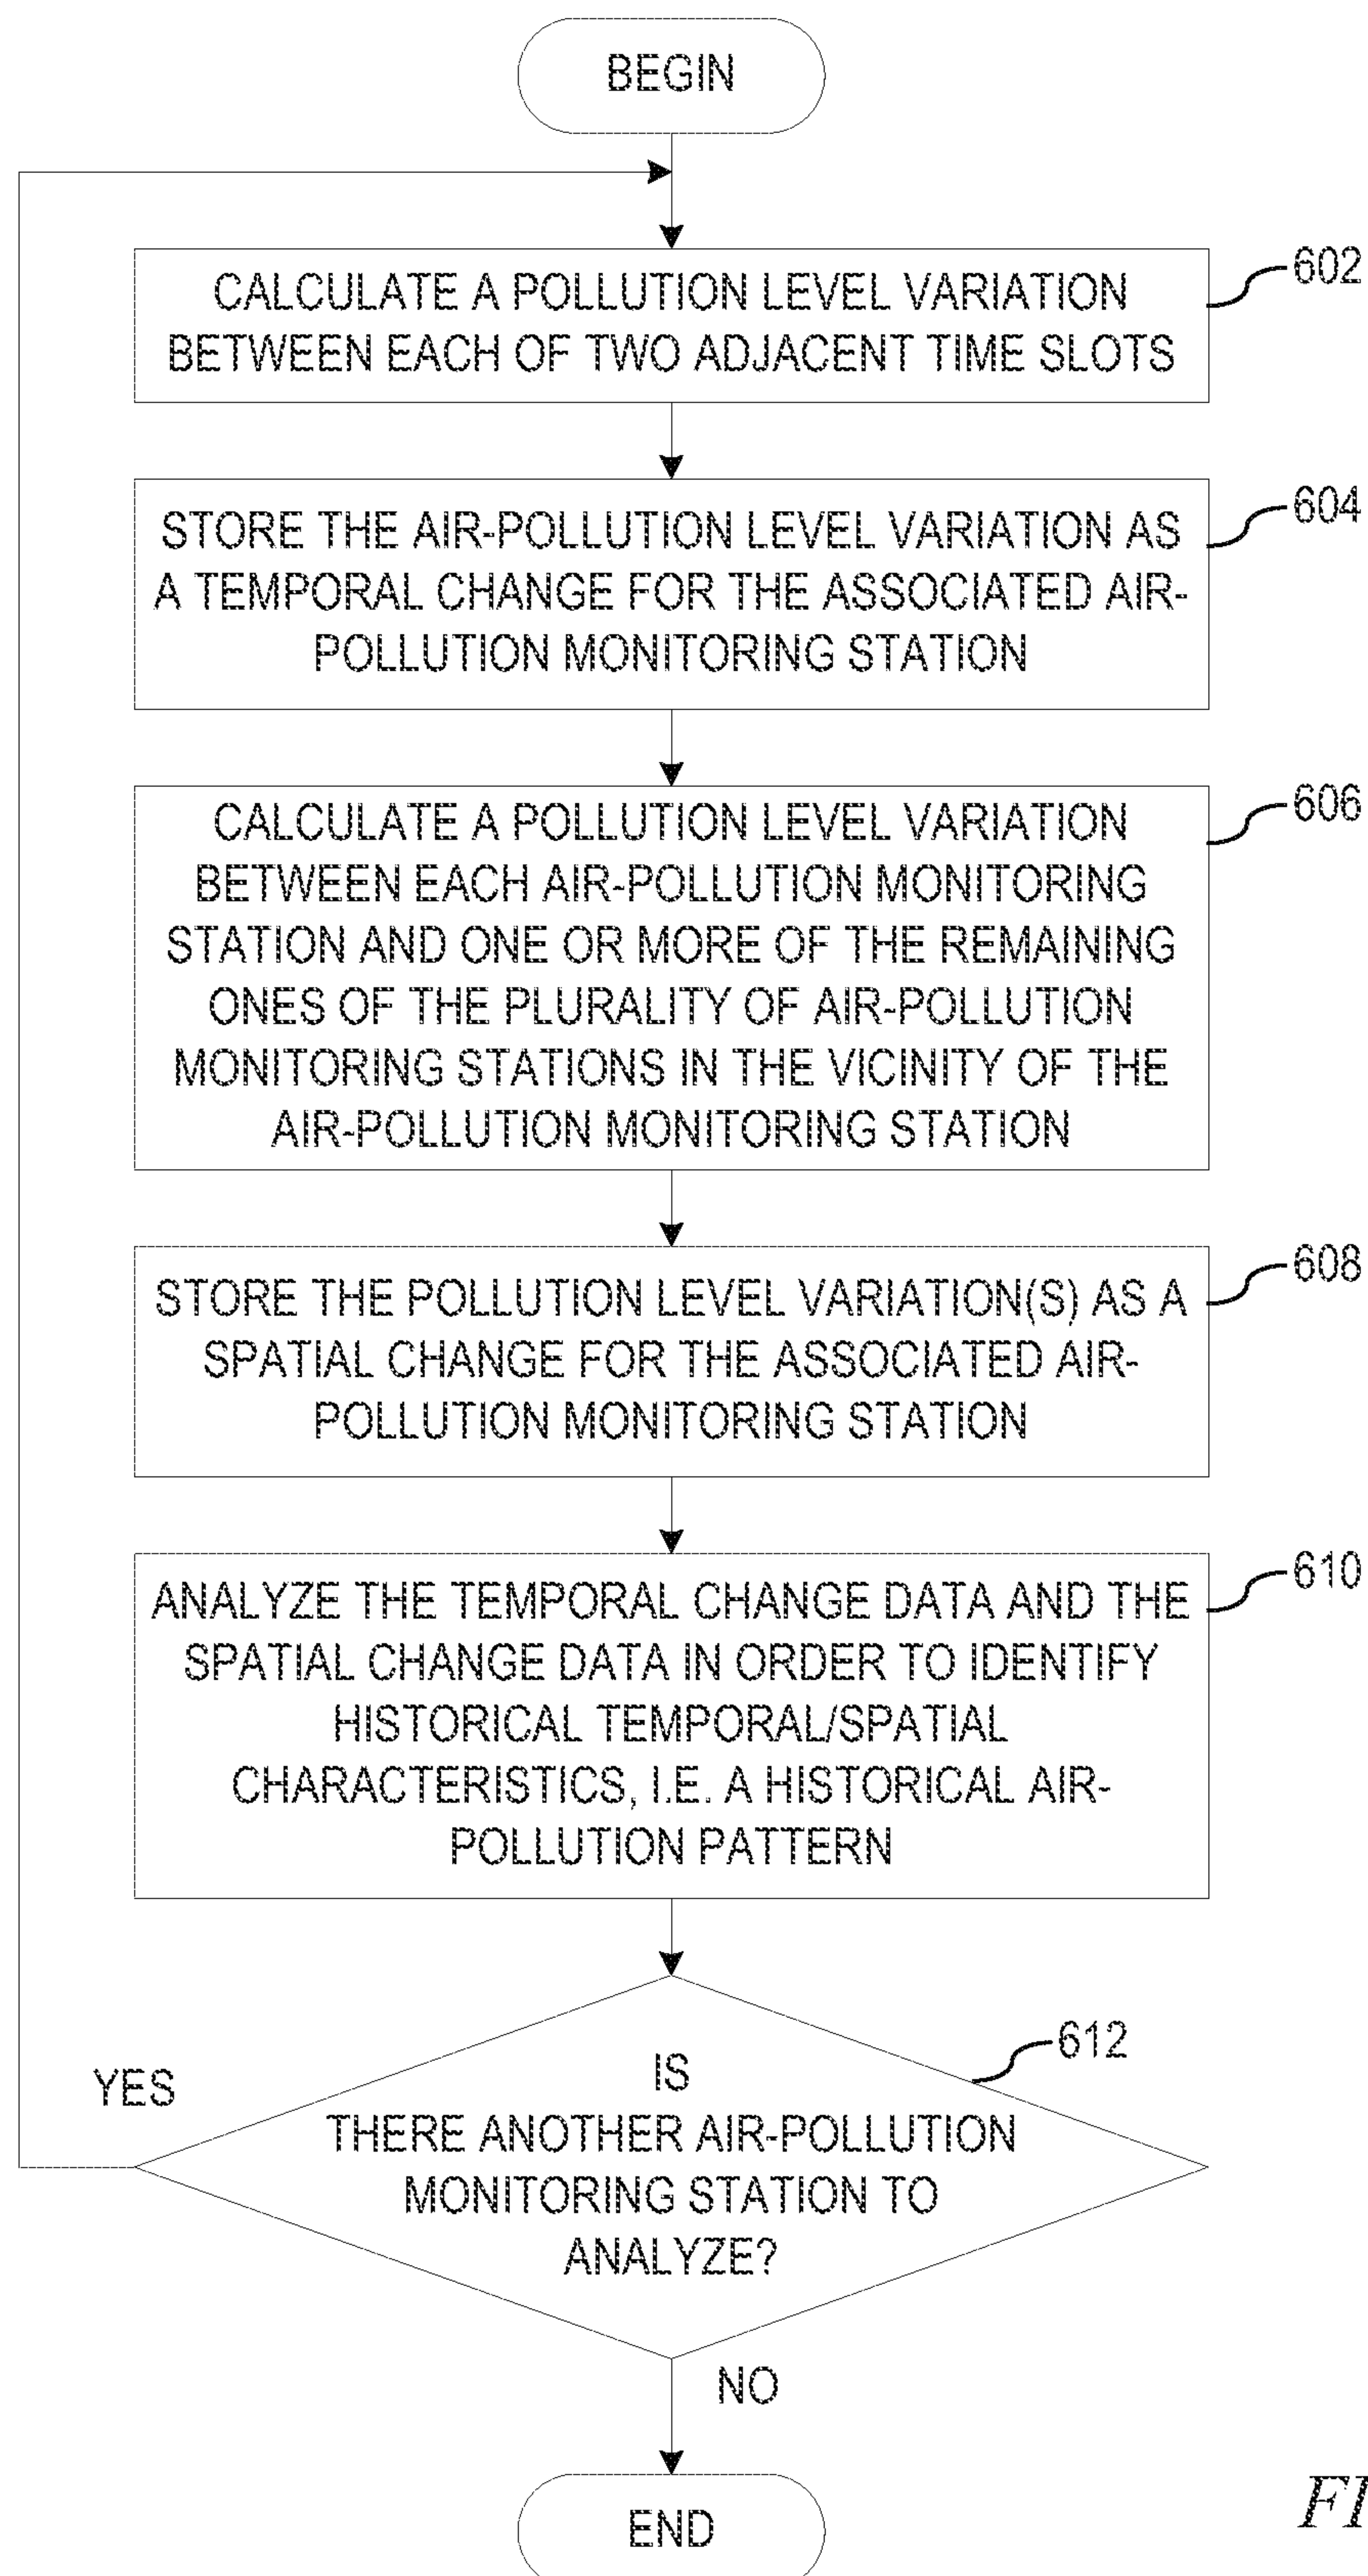 BEGIN
CALCULATE A POLLUTION LEVEL VARIATION
BETWEEN EACH OF TWO ADJACENT TIME SLOTS
602
STORE THE AIR-POLLUTION LEVEL VARIATION AS
A TEMPORAL CHANGE FOR THE ASSOCIATED AIR-
POLLUTION MONITORING STATION
604
CALCULATE A POLLUTION LEVEL VARIATION
BETWEEN EACH AIR-POLLUTION MONITORING
STATION AND ONE OR MORE OF THE REMAINING
ONES OF THE PLURALITY OF AIR-POLLUTION
MONITORING STATIONS IN THE VICINITY OF THE
AIR-POLLUTION MONITORING STATION
606
STORE THE POLLUTION LEVEL VARIATION(S) AS A
SPATIAL CHANGE FOR THE ASSOCIATED AIR-
POLLUTION MONITORING STATION
608
ANALYZE THE TEMPORAL CHANGE DATA AND THE
SPATIAL CHANGE DATA IN ORDER TO IDENTIFY
HISTORICAL TEMPORAL/SPATIAL
CHARACTERISTICS, I.E. A HISTORICAL AIR-
POLLUTION PATTERN
610
IS
THERE ANOTHER AIR-POLLUTION
MONITORING STATION TO
ANALYZE?
612
YES
NO
END